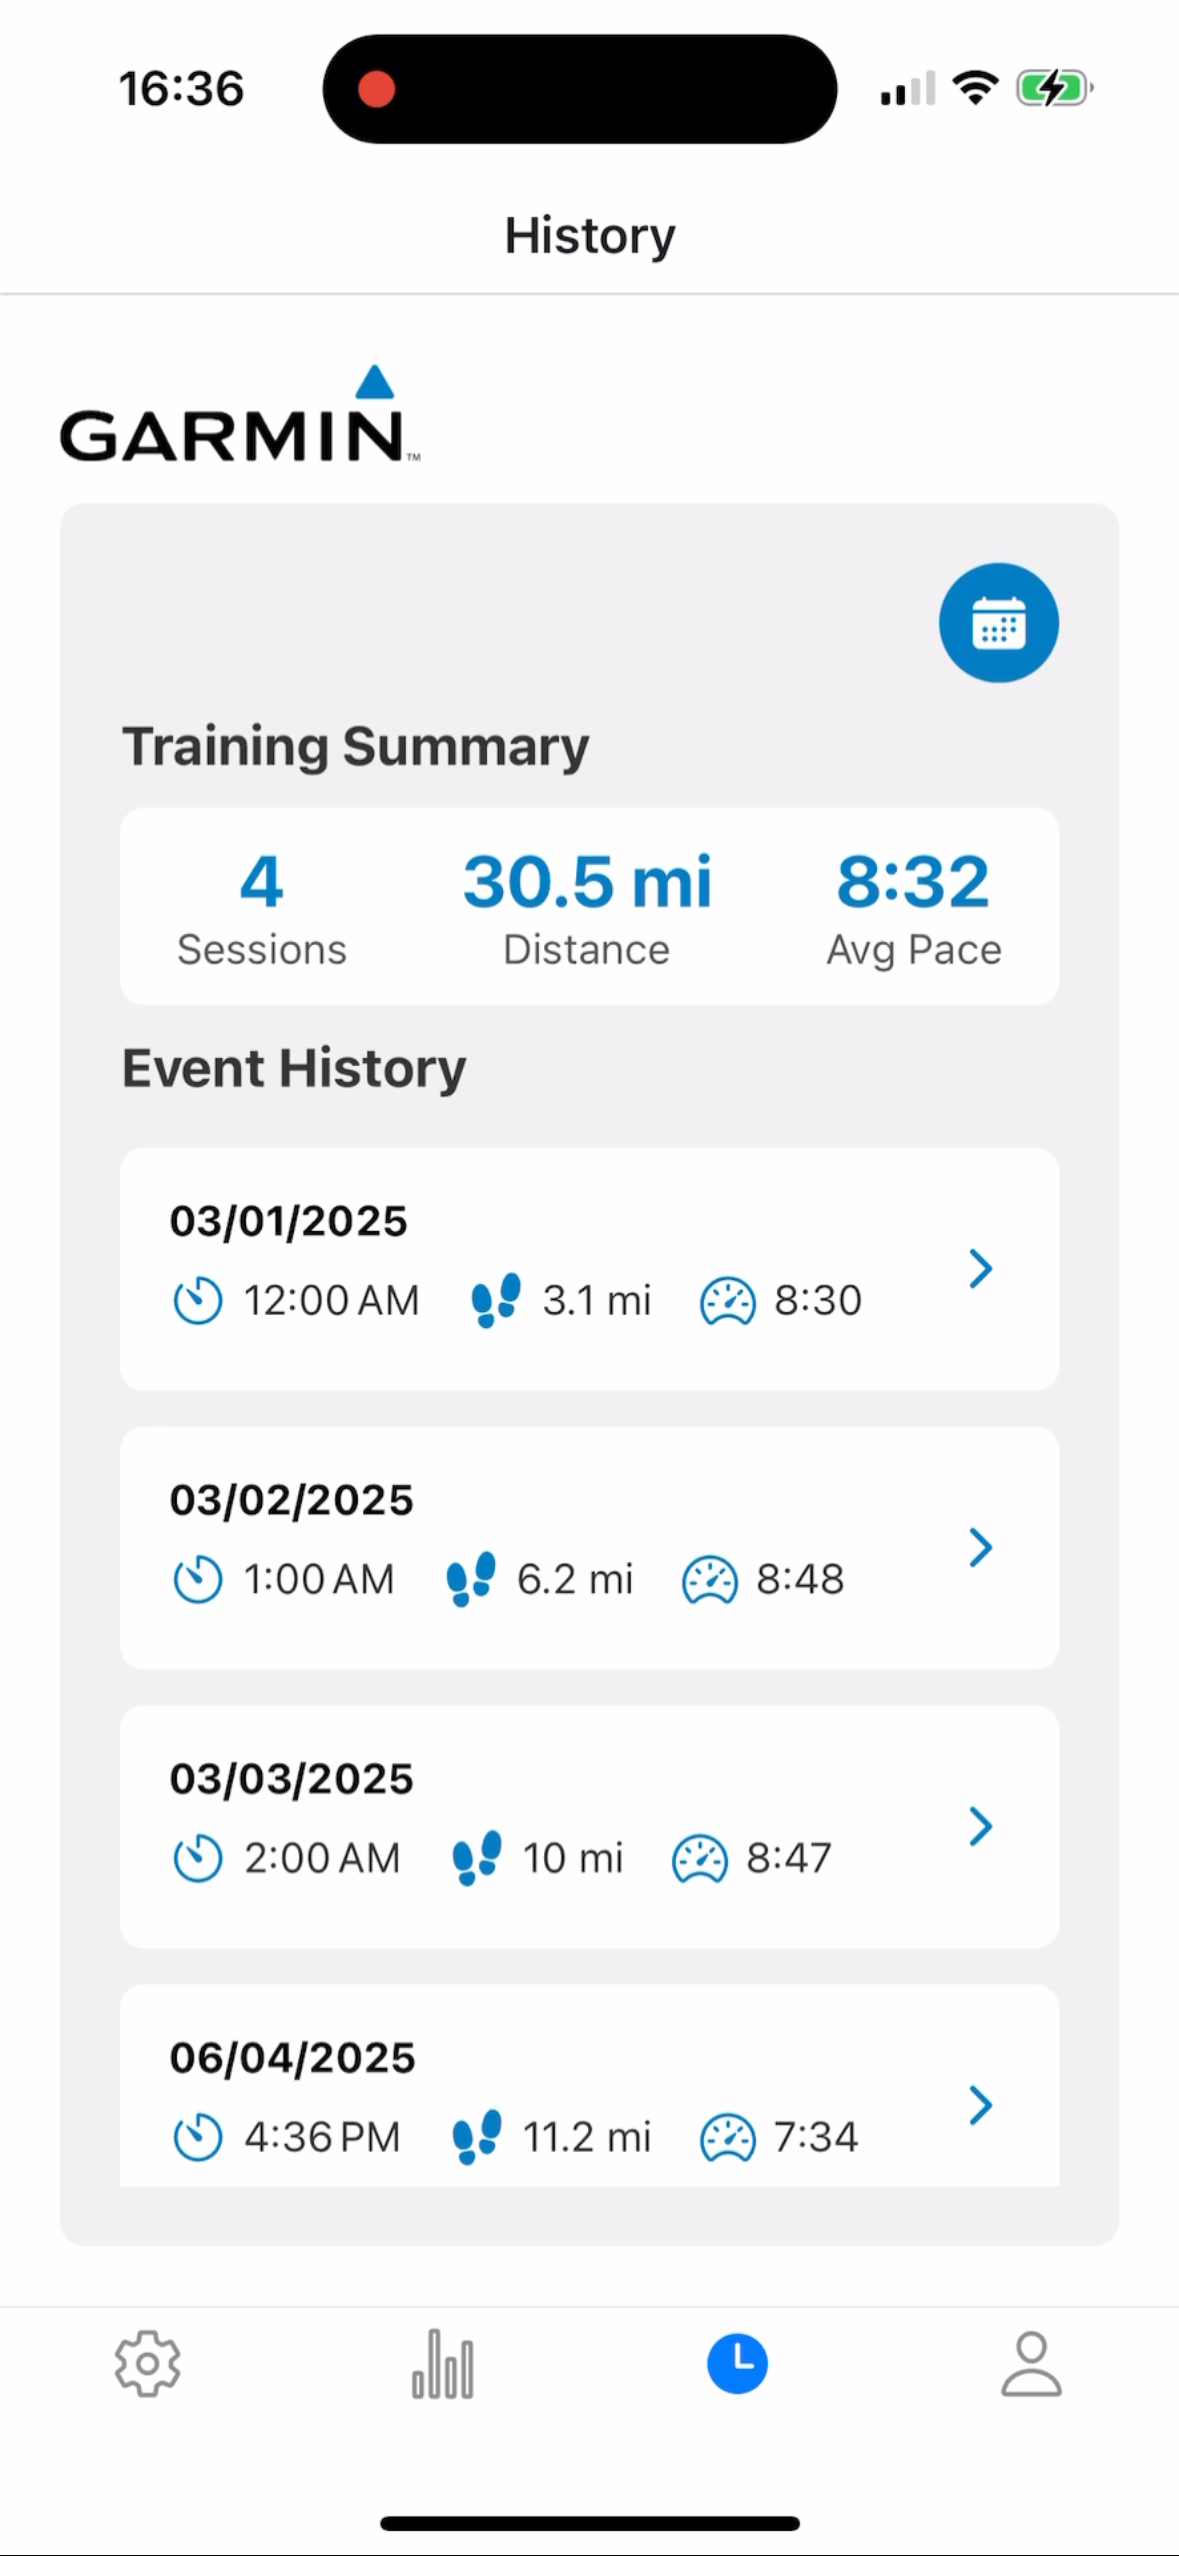 16:36
History
GARMIN™
Training Summary
4 30.5 mi 8:32
Sessions Distance Avg Pace
Event History
03/01/2025
12:00 AM 3.1 mi 8:30
03/02/2025
1:00 AM 6.2 mi 8:48
03/03/2025
2:00 AM 10 mi 8:47
06/04/2025
4:36 PM 11.2 mi 7:34